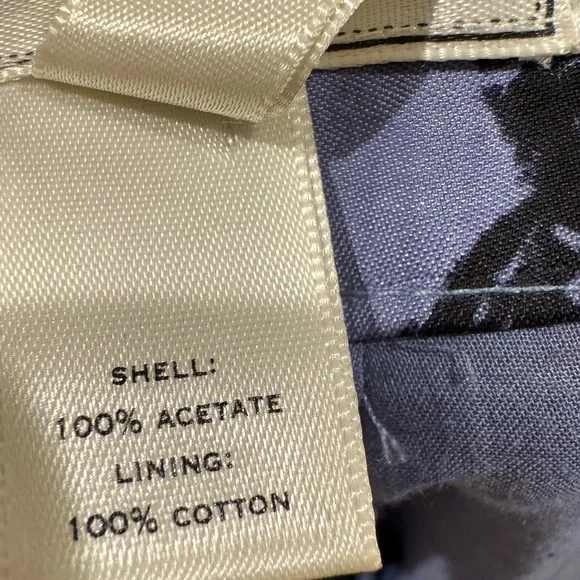 SHELL:
100% ACETATE
LINING:
100% COTTON